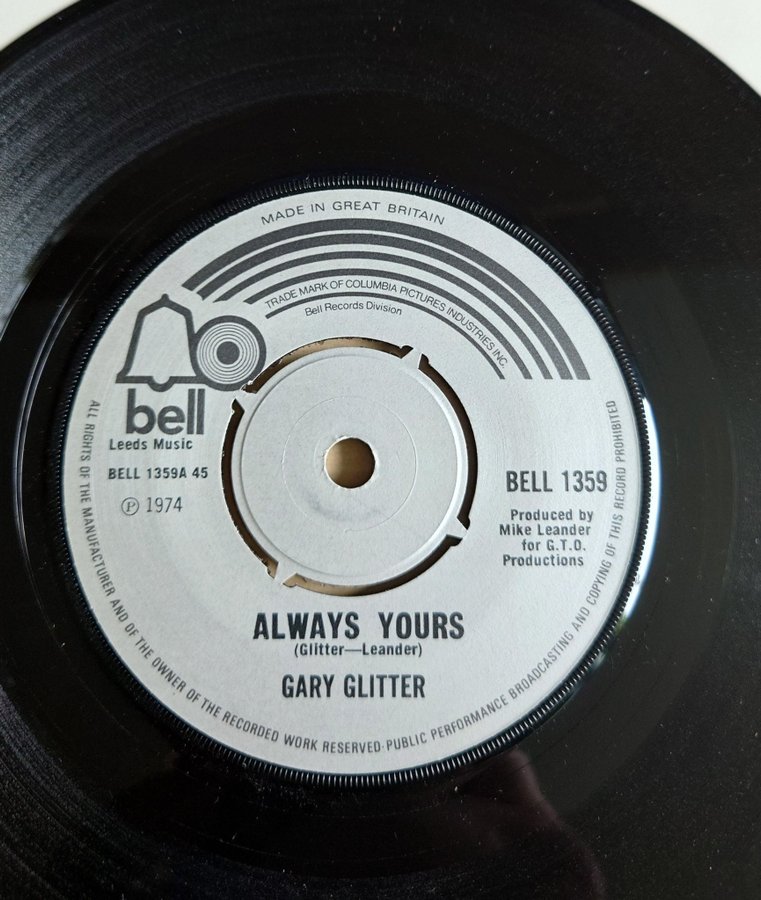 MADE IN GREAT BRITAIN
TRADE MARK OF COLUMBIA PICTURES INDUSTRIES INC.
Bell Records Division
bell
Leeds Music
BELL 1359A 45
Ⓟ 1974
BELL 1359
Produced by
Mike Leander
for G.T.O.
Productions
ALWAYS YOURS
(Glitter—Leander)
GARY GLITTER
ALL RIGHTS OF THE MANUFACTURER AND OF THE OWNER OF THE RECORDED WORK RESERVED·PUBLIC PERFORMANCE BROADCASTING AND COPYING OF THIS RECORD PROHIBITED